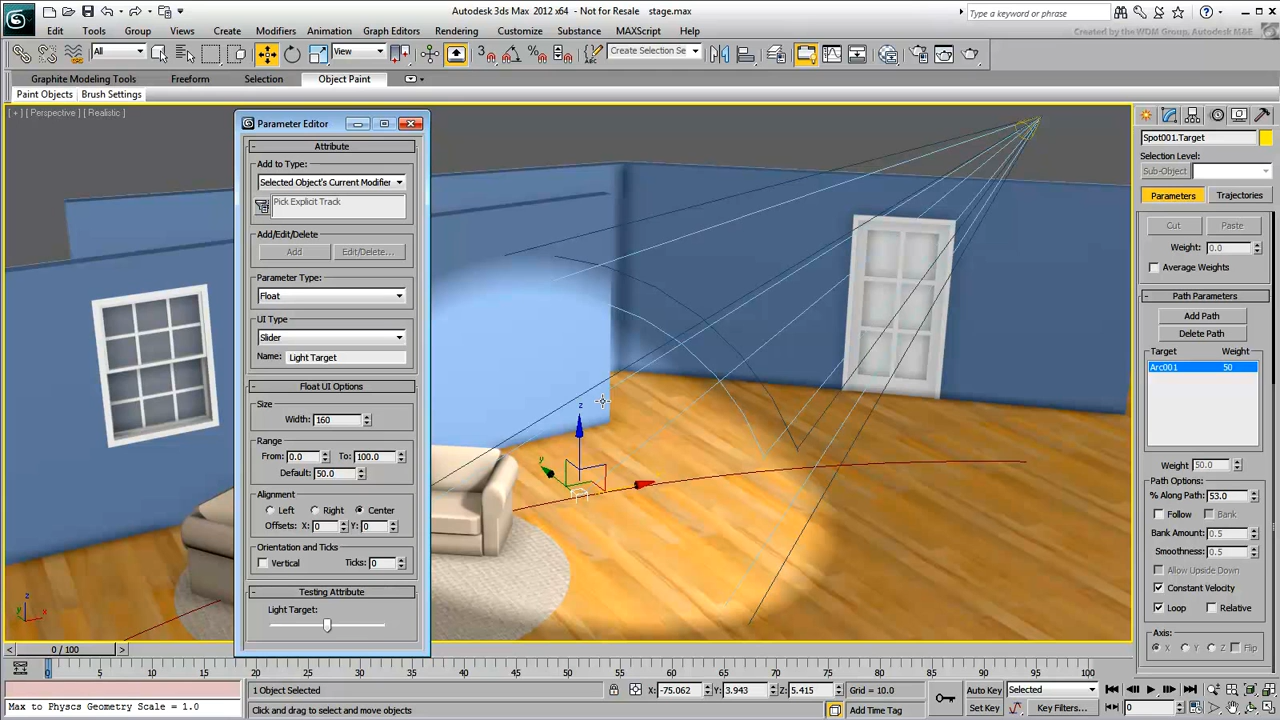 Autodesk 3ds Max 2012 x64 - Not for Resale stage.max
Type a keyword or phrase
Edit Tools Group Views Create Modifiers Animation Graph Editors Rendering Customize Substance MAXScript Help
Created by the WDM Group, Autodesk M&E
All View Create Selection Se
Graphite Modeling Tools Freeform Selection Object Paint
Paint Objects Brush Settings
[ + ] [ Perspective ] [ Realistic ]
Parameter Editor
Attribute
Add to Type:
Selected Object's Current Modifier
Pick Explicit Track
Add/Edit/Delete
Add Edit/Delete...
Parameter Type:
Float
UI Type
Slider
Name: Light Target
Float UI Options
Size
Width: 160
Range
From: 0.0 To: 100.0
Default: 50.0
Alignment
Left Right Center
Offsets: X: 0 Y: 0
Orientation and Ticks
Vertical Ticks: 0
Testing Attribute
Light Target:
z
y
x
z
y
x
Spot001.Target
Selection Level:
Sub-Object
Parameters Trajectories
Cut Paste
Weight: 0.0
Average Weights
Path Parameters
Add Path
Delete Path
Target Weight
Arc001 50
Weight 50.0
Path Options:
% Along Path: 53.0
Follow Bank
Bank Amount: 0.5
Smoothness: 0.5
Allow Upside Down
Constant Velocity
Loop Relative
Axis:
X Y Z Flip
< 0 / 100 >
0 5 10 15 20 25 30 35 40 45 50 55 60 65 70 75 80 85 90 95 100
1 Object Selected X: -75.062 Y: 3.943 Z: 5.415 Grid = 10.0 Auto Key Selected
Max to Physcs Geometry Scale = 1.0 Click and drag to select and move objects Add Time Tag Set Key Key Filters... 0